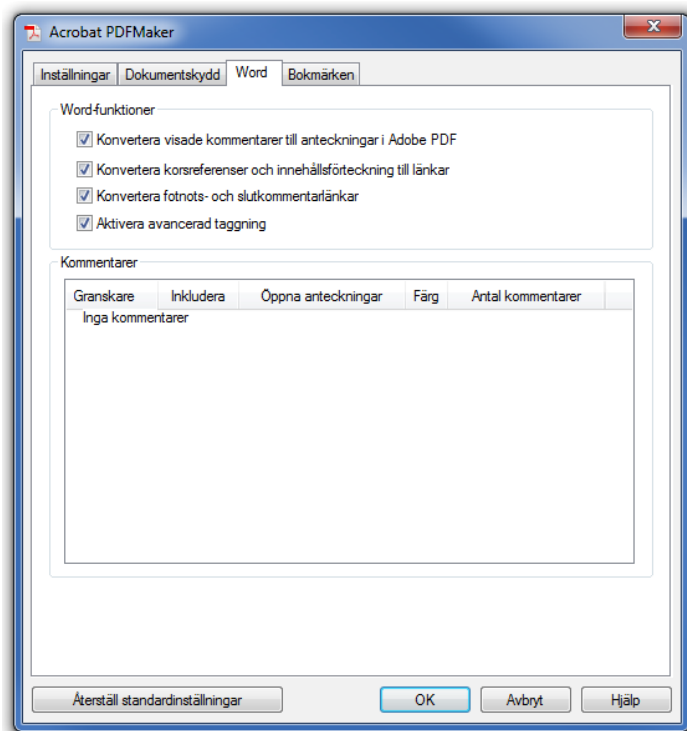 Acrobat PDFMaker
Inställningar Dokumentskydd Word Bokmärken
Word-funktioner
Konvertera visade kommentarer till anteckningar i Adobe PDF
Konvertera korsreferenser och innehållsförteckning till länkar
Konvertera fotnots- och slutkommentarlänkar
Aktivera avancerad taggning
Kommentarer
Granskare Inkludera Öppna anteckningar Färg Antal kommentarer
Inga kommentarer
Återställ standardinställningar OK Avbryt Hjälp